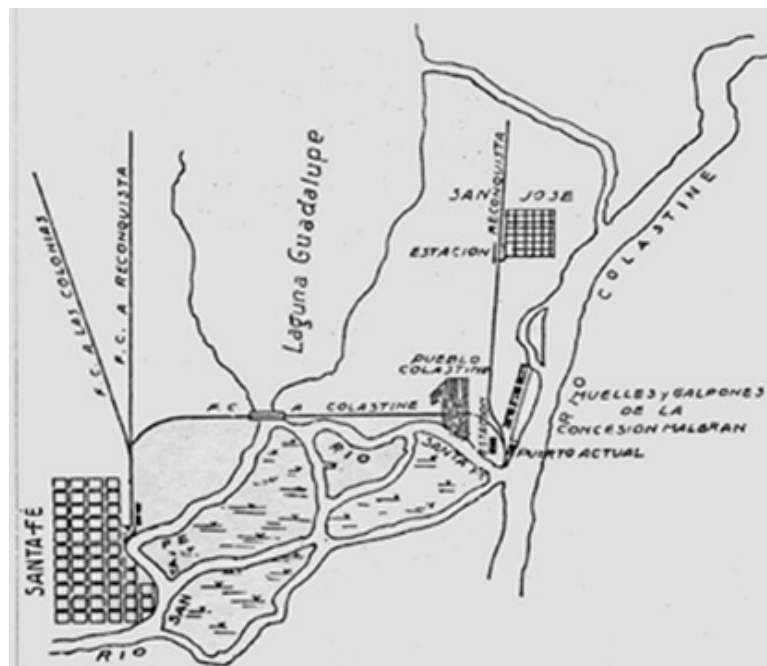 SAN JOSE
RECONQUISTA
ESTACION
Laguna Guadalupe
F.C. A LAS COLONIAS
F.C. A RECONQUISTA
RIO COLASTINE
PUEBLO
COLASTINE
F.C. A COLASTINE
ESTACION
MUELLES y GALPONES
DE LA
CONCESION MALBRAN
PUERTO ACTUAL
RIO SANTA FE
SANTA-FÉ
SAN
RIO